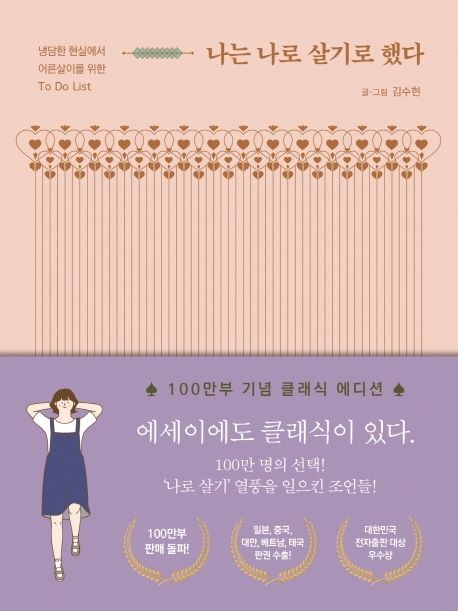 냉담한 현실에서
어른살이를 위한
To Do List
나는 나로 살기로 했다
글·그림 김수현
100만부 기념 클래식 에디션
에세이에도 클래식이 있다.
100만 명의 선택!
‘나로 살기’ 열풍을 일으킨 조언들!
100만부
판매 돌파!
일본, 중국,
대만, 베트남, 태국
판권 수출!
대한민국
전자출판 대상
우수상